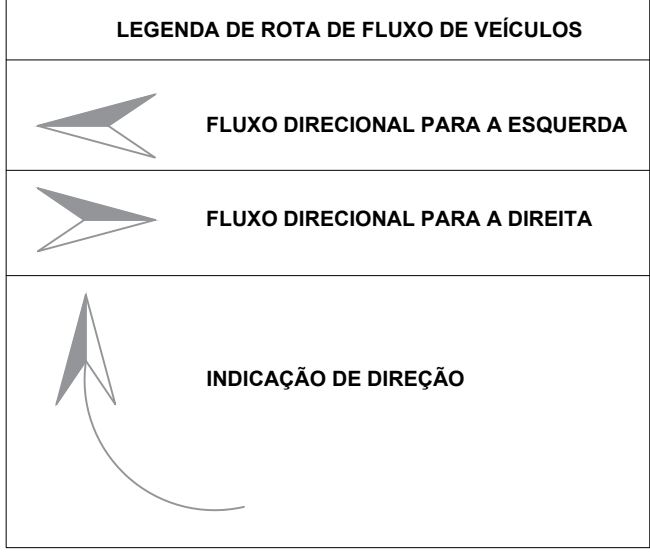 LEGENDA DE ROTA DE FLUXO DE VEÍCULOS
FLUXO DIRECIONAL PARA A ESQUERDA
FLUXO DIRECIONAL PARA A DIREITA
INDICAÇÃO DE DIREÇÃO